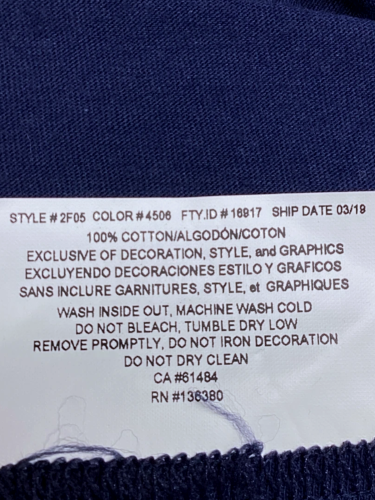 STYLE # 2F05 COLOR # 4506 FTY.ID # 16917 SHIP DATE 03/19
100% COTTON/ALGODÓN/COTON
EXCLUSIVE OF DECORATION, STYLE, and GRAPHICS
EXCLUYENDO DECORACIONES ESTILO Y GRAFICOS
SANS INCLURE GARNITURES, STYLE, et GRAPHIQUES
WASH INSIDE OUT, MACHINE WASH COLD
DO NOT BLEACH, TUMBLE DRY LOW
REMOVE PROMPTLY, DO NOT IRON DECORATION
DO NOT DRY CLEAN
CA #61484
RN #136380